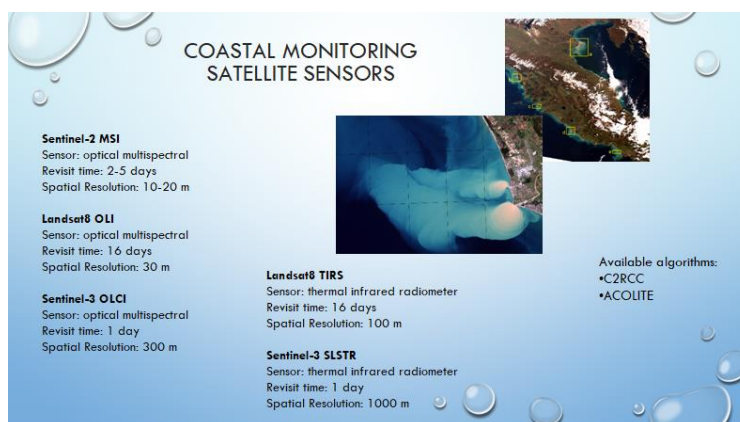 COASTAL MONITORING
SATELLITE SENSORS
Sentinel-2 MSI
Sensor: optical multispectral
Revisit time: 2-5 days
Spatial Resolution: 10-20 m
Landsat8 OLI
Sensor: optical multispectral
Revisit time: 16 days
Spatial Resolution: 30 m
Sentinel-3 OLCI
Sensor: optical multispectral
Revisit time: 1 day
Spatial Resolution: 300 m
Landsat8 TIRS
Sensor: thermal infrared radiometer
Revisit time: 16 days
Spatial Resolution: 100 m
Sentinel-3 SLSTR
Sensor: thermal infrared radiometer
Revisit time: 1 day
Spatial Resolution: 1000 m
Available algorithms:
•C2RCC
•ACOLITE